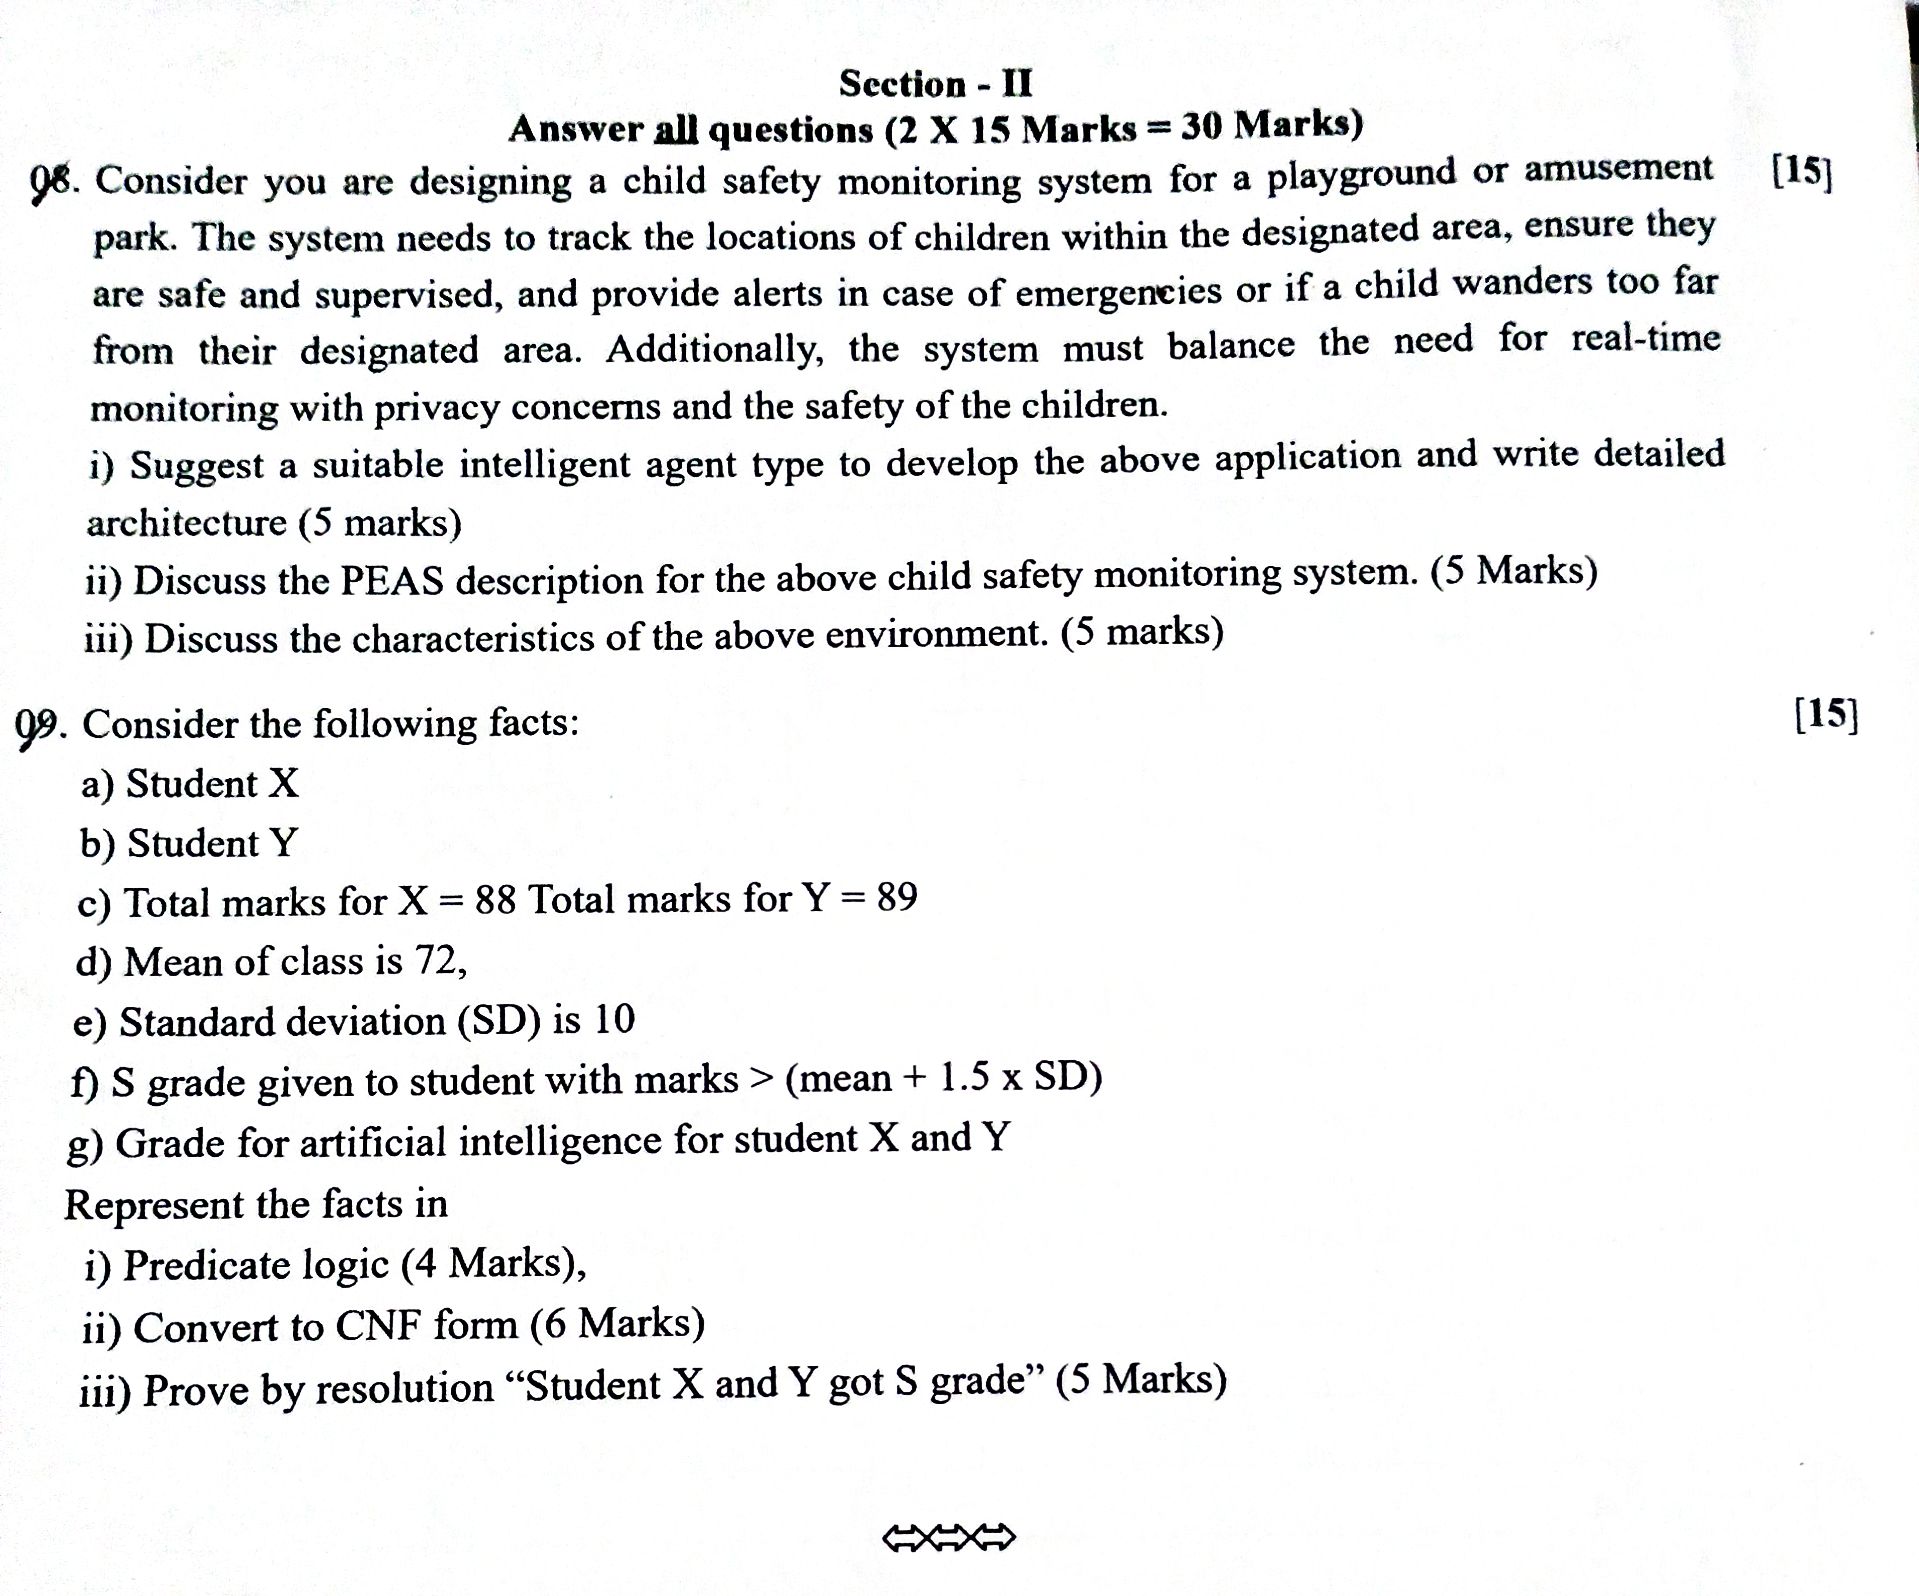 Section - II
Answer all questions (2 X 15 Marks = 30 Marks)
08. Consider you are designing a child safety monitoring system for a playground or amusement [15]
park. The system needs to track the locations of children within the designated area, ensure they
are safe and supervised, and provide alerts in case of emergencies or if a child wanders too far
from their designated area. Additionally, the system must balance the need for real-time
monitoring with privacy concerns and the safety of the children.
i) Suggest a suitable intelligent agent type to develop the above application and write detailed
architecture (5 marks)
ii) Discuss the PEAS description for the above child safety monitoring system. (5 Marks)
iii) Discuss the characteristics of the above environment. (5 marks)
09. Consider the following facts: [15]
a) Student X
b) Student Y
c) Total marks for X = 88 Total marks for Y = 89
d) Mean of class is 72,
e) Standard deviation (SD) is 10
f) S grade given to student with marks > (mean + 1.5 x SD)
g) Grade for artificial intelligence for student X and Y
Represent the facts in
i) Predicate logic (4 Marks),
ii) Convert to CNF form (6 Marks)
iii) Prove by resolution “Student X and Y got S grade” (5 Marks)